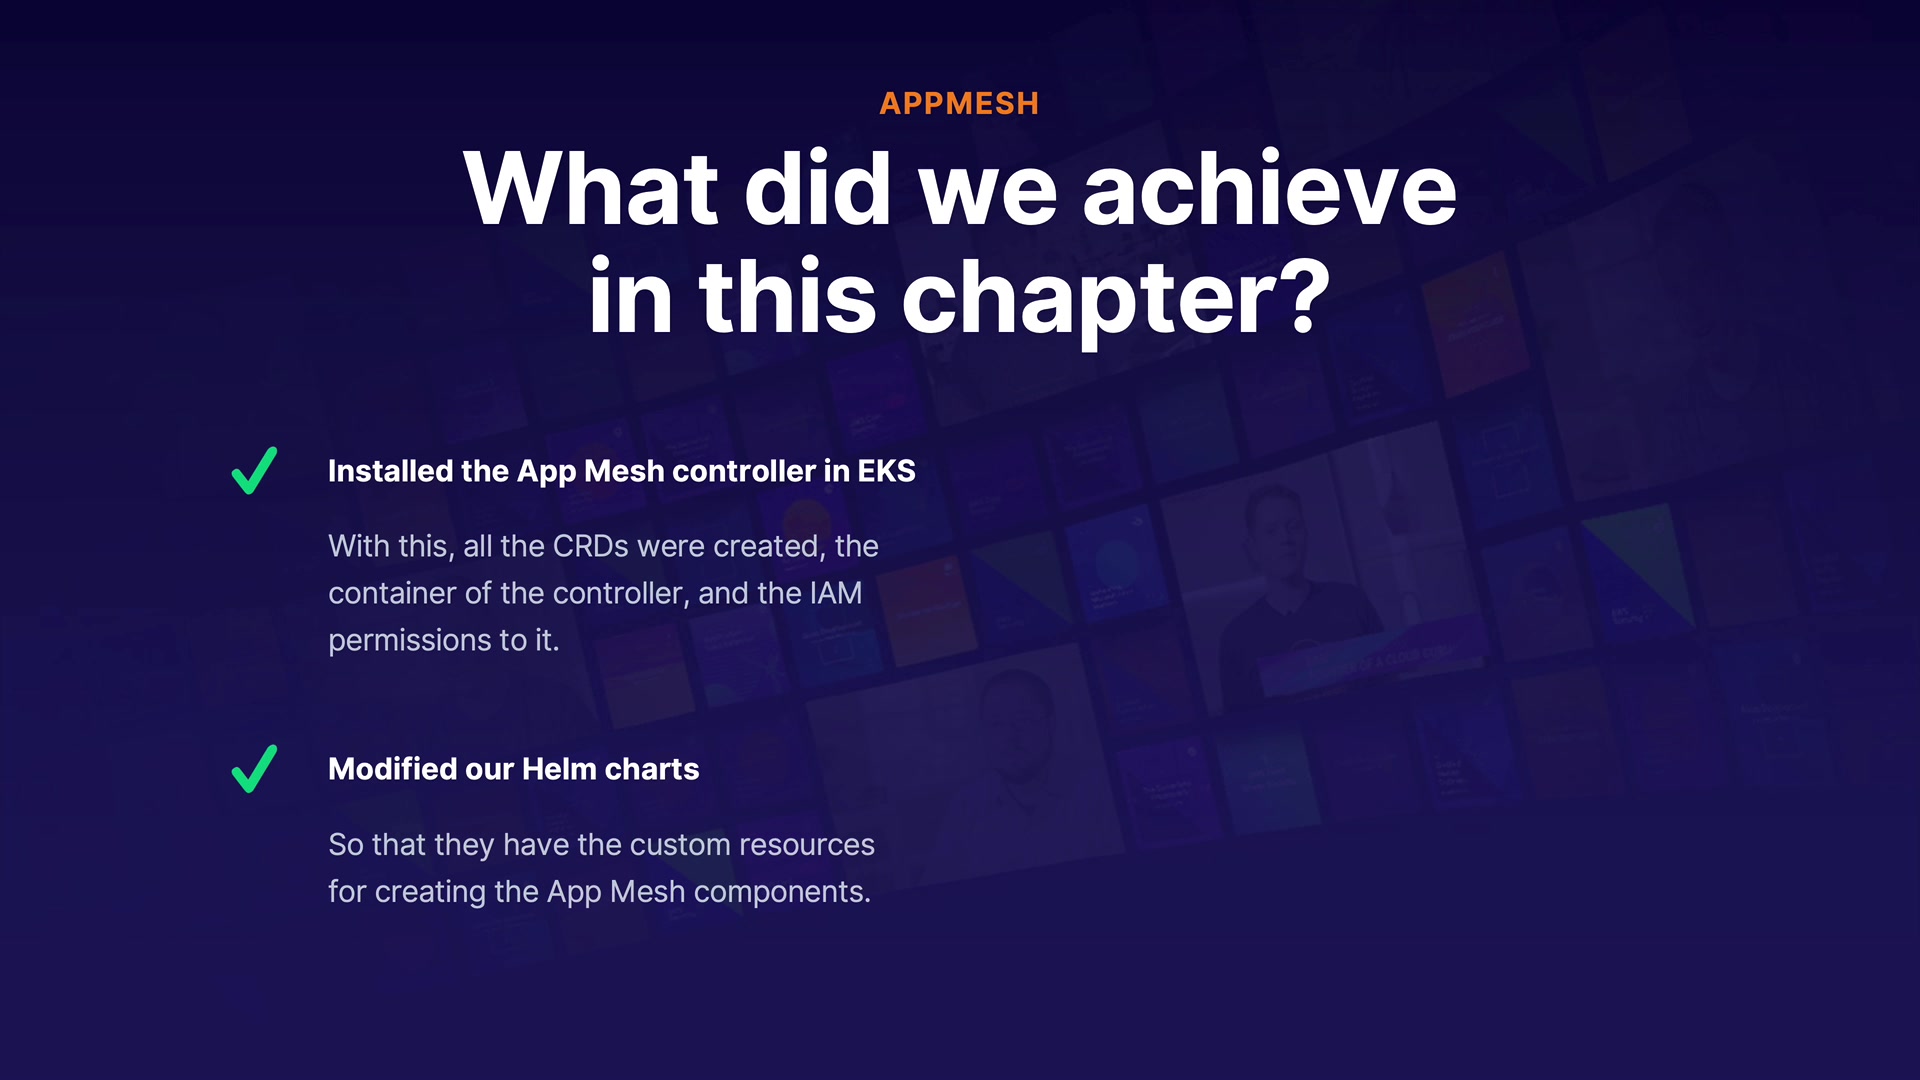 APPMESH
What did we achieve
in this chapter?
Installed the App Mesh controller in EKS
With this, all the CRDs were created, the
container of the controller, and the IAM
permissions to it.
Modified our Helm charts
So that they have the custom resources
for creating the App Mesh components.